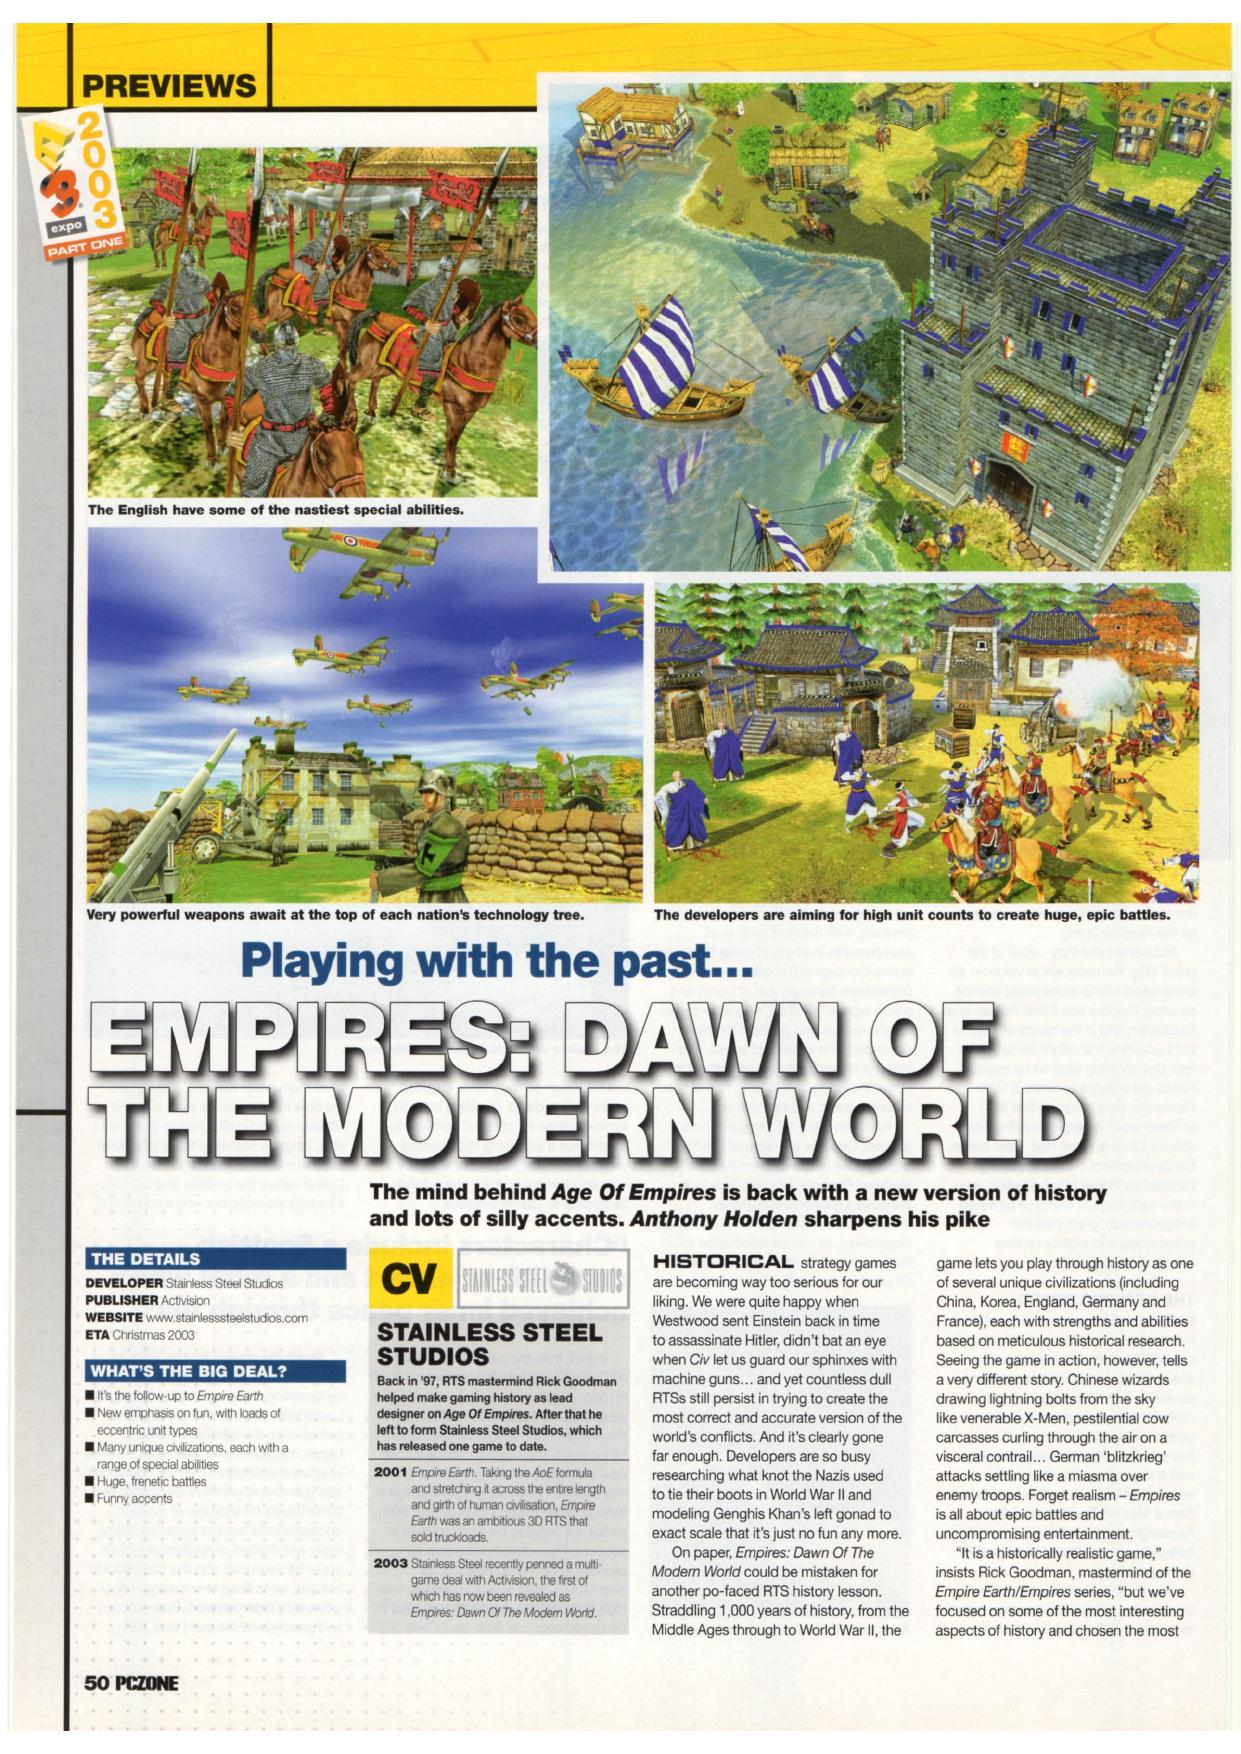 PREVIEWS
E3
expo
2003
PART ONE
The English have some of the nastiest special abilities.
Very powerful weapons await at the top of each nation's technology tree.
The developers are aiming for high unit counts to create huge, epic battles.
Playing with the past...
EMPIRES: DAWN OF
THE MODERN WORLD
The mind behind Age Of Empires is back with a new version of history
and lots of silly accents. Anthony Holden sharpens his pike
THE DETAILS
DEVELOPER Stainless Steel Studios
PUBLISHER Activision
WEBSITE www.stainlesssteelstudios.com
ETA Christmas 2003
WHAT'S THE BIG DEAL?
■ It's the follow-up to Empire Earth
■ New emphasis on fun, with loads of
eccentric unit types
■ Many unique civilizations, each with a
range of special abilities
■ Huge, frenetic battles
■ Funny accents
CV
STAINLESS STEEL STUDIOS
STAINLESS STEEL
STUDIOS
Back in '97, RTS mastermind Rick Goodman
helped make gaming history as lead
designer on Age Of Empires. After that he
left to form Stainless Steel Studios, which
has released one game to date.
2001 Empire Earth. Taking the AoE formula
and stretching it across the entire length
and girth of human civilisation, Empire
Earth was an ambitious 3D RTS that
sold truckloads.
2003 Stainless Steel recently penned a multi-
game deal with Activision, the first of
which has now been revealed as
Empires: Dawn Of The Modern World.
HISTORICAL strategy games
are becoming way too serious for our
liking. We were quite happy when
Westwood sent Einstein back in time
to assassinate Hitler, didn't bat an eye
when Civ let us guard our sphinxes with
machine guns... and yet countless dull
RTSs still persist in trying to create the
most correct and accurate version of the
world's conflicts. And it's clearly gone
far enough. Developers are so busy
researching what knot the Nazis used
to tie their boots in World War II and
modeling Genghis Khan's left gonad to
exact scale that it's just no fun any more.
On paper, Empires: Dawn Of The
Modern World could be mistaken for
another po-faced RTS history lesson.
Straddling 1,000 years of history, from the
Middle Ages through to World War II, the
game lets you play through history as one
of several unique civilizations (including
China, Korea, England, Germany and
France), each with strengths and abilities
based on meticulous historical research.
Seeing the game in action, however, tells
a very different story. Chinese wizards
drawing lightning bolts from the sky
like venerable X-Men, pestilential cow
carcasses curling through the air on a
visceral contrail... German 'blitzkrieg'
attacks settling like a miasma over
enemy troops. Forget realism – Empires
is all about epic battles and
uncompromising entertainment.
"It is a historically realistic game,"
insists Rick Goodman, mastermind of the
Empire Earth/Empires series, "but we've
focused on some of the most interesting
aspects of history and chosen the most
50 PCZONE